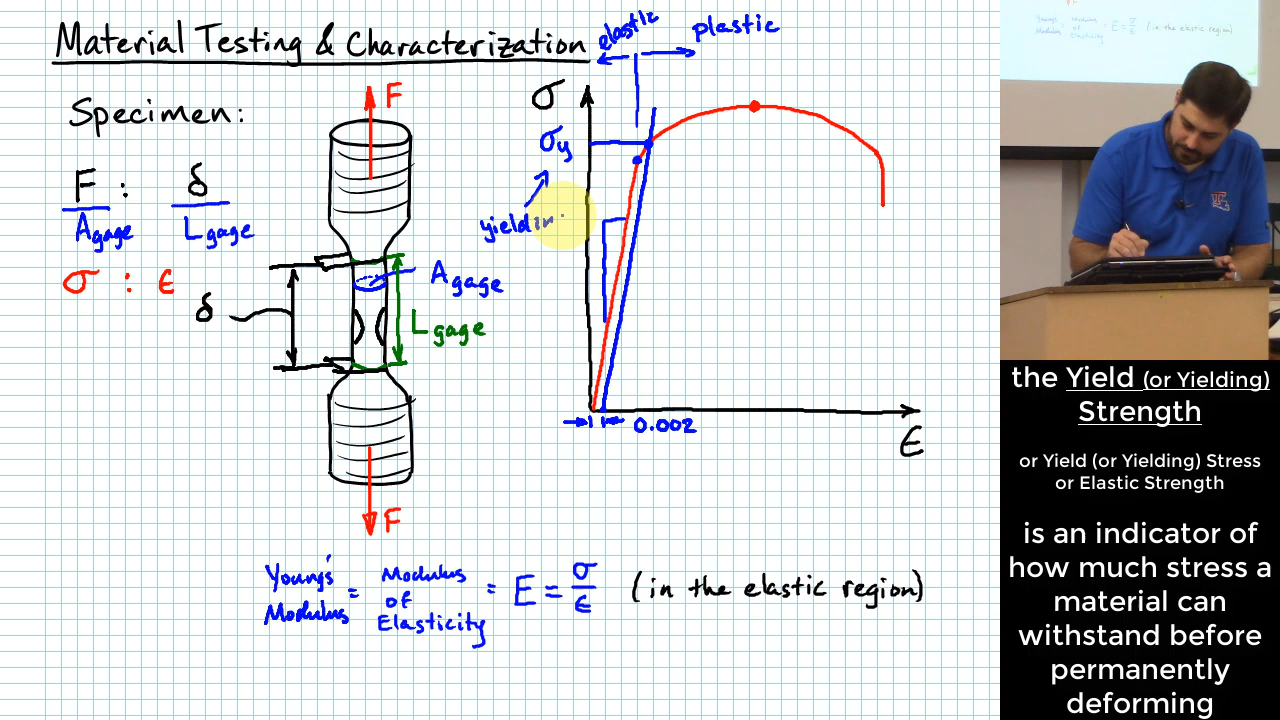 Material Testing & Characterization
elastic
plastic
Specimen:
F
F : δ
Agage Lgage
σ : ϵ
δ
Agage
Lgage
F
σ
σy
yieldin
0.002
ϵ
Young's Modulus = Modulus of Elasticity = E = σ/ϵ (in the elastic region)
the Yield (or Yielding)
Strength
or Yield (or Yielding) Stress
or Elastic Strength
is an indicator of
how much stress a
material can
withstand before
permanently
deforming